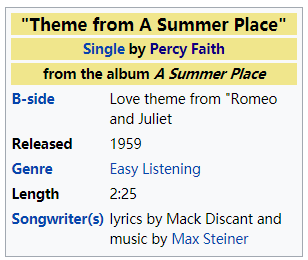 "Theme from A Summer Place"
Single by Percy Faith
from the album A Summer Place
B-side Love theme from "Romeo
and Juliet
Released 1959
Genre Easy Listening
Length 2:25
Songwriter(s) lyrics by Mack Discant and
music by Max Steiner